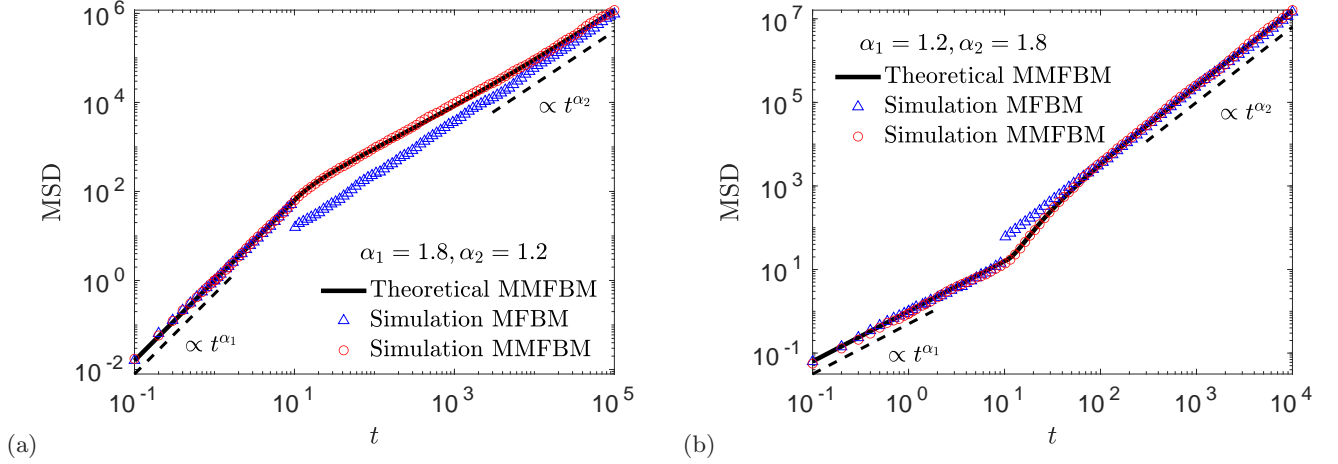 10^6
10^4
10^2
10^0
10^-2
MSD
∝ t^α2
α1 = 1.8, α2 = 1.2
Theoretical MMFBM
Simulation MFBM
Simulation MMFBM
∝ t^α1
10^-1
10^1
10^3
10^5
t
(a)
10^7
10^5
10^3
10^1
10^-1
MSD
α1 = 1.2, α2 = 1.8
Theoretical MMFBM
Simulation MFBM
Simulation MMFBM
∝ t^α2
∝ t^α1
10^-1
10^0
10^1
10^2
10^3
10^4
t
(b)